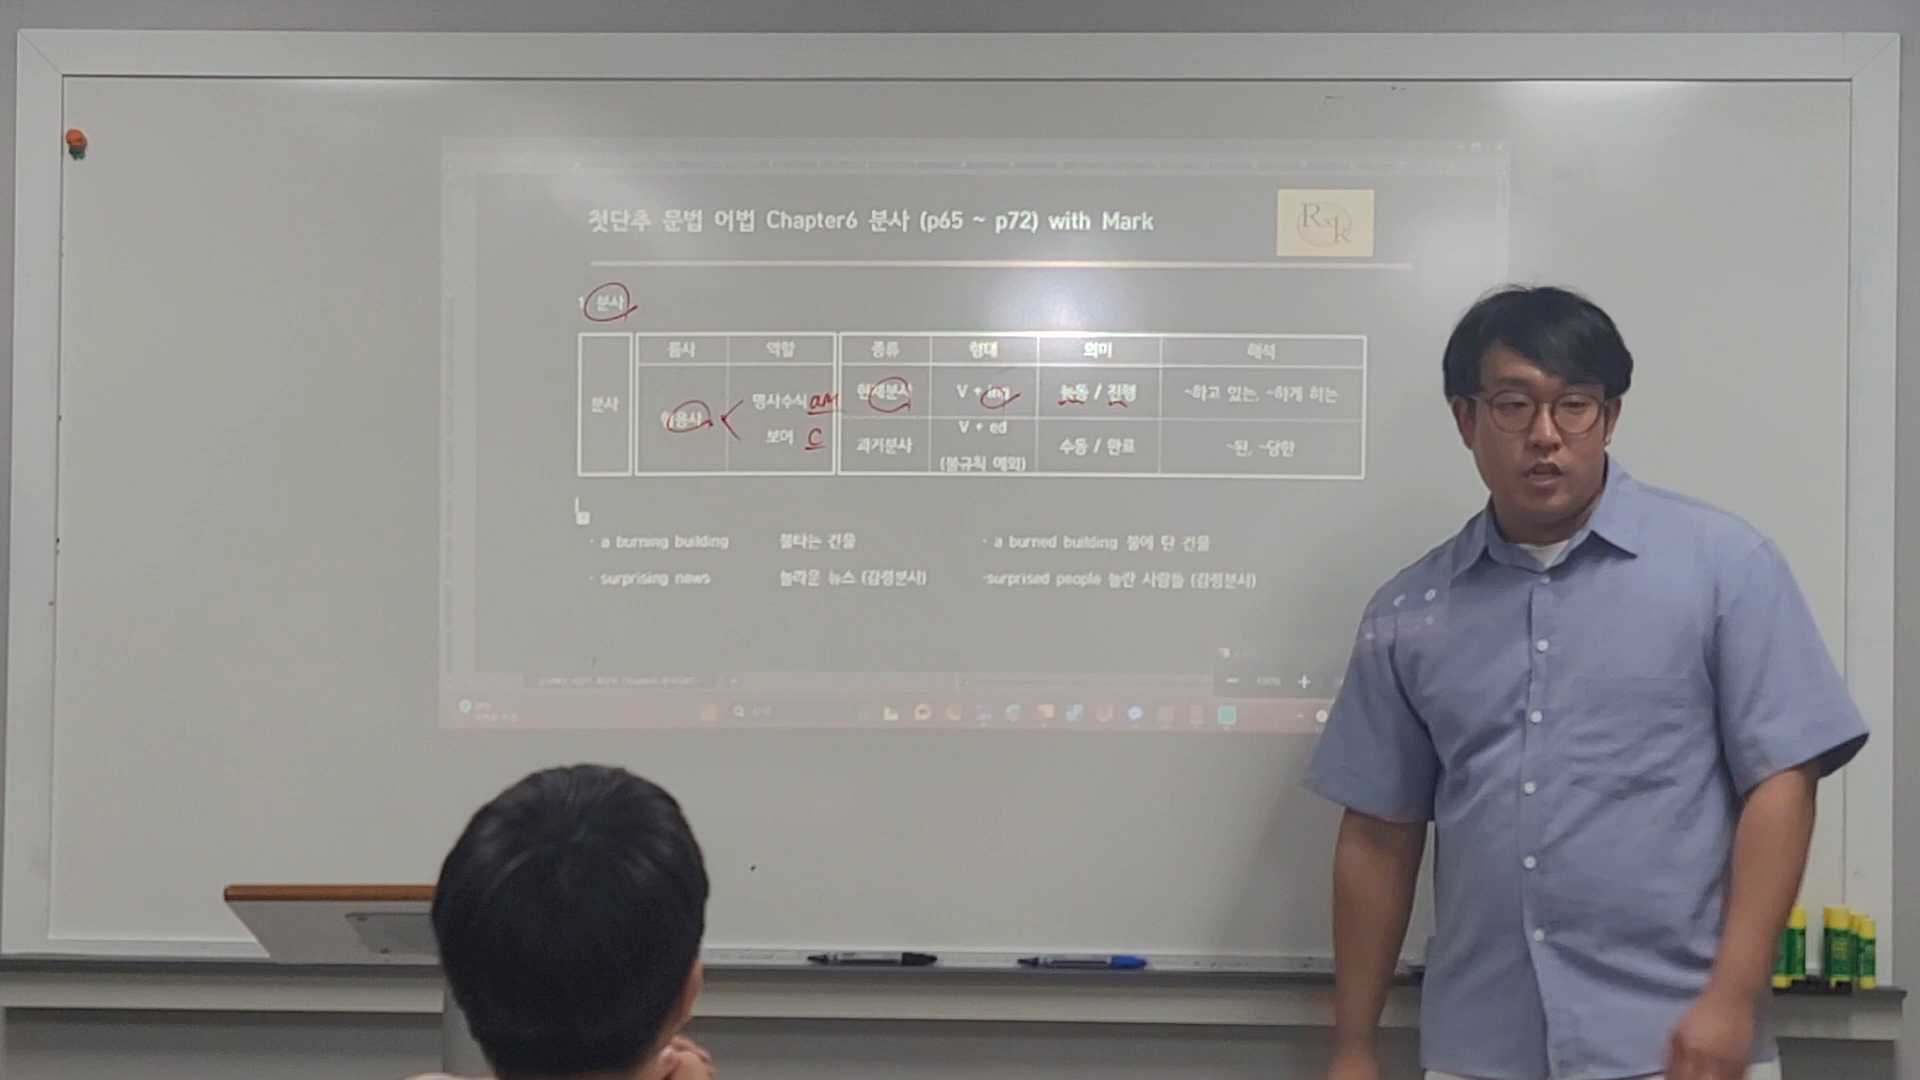 첫단추 문법 어법 Chapter6 분사 (p65 ~ p72) with Mark
RxK
1 분사
품사 역할 종류 형태 의미 해석
분사 형용사 명사수식 am 현재분사 V + ing 능동 / 진행 ~하고 있는, ~하게 하는
보어 C 과거분사 V + ed 수동 / 완료 ~된, ~당한
(불규칙 예외)
· a burning building 불타는 건물 · a burned building 불에 탄 건물
· surprising news 놀라운 뉴스 (감정분사) ·surprised people 놀란 사람들 (감정분사)
100%